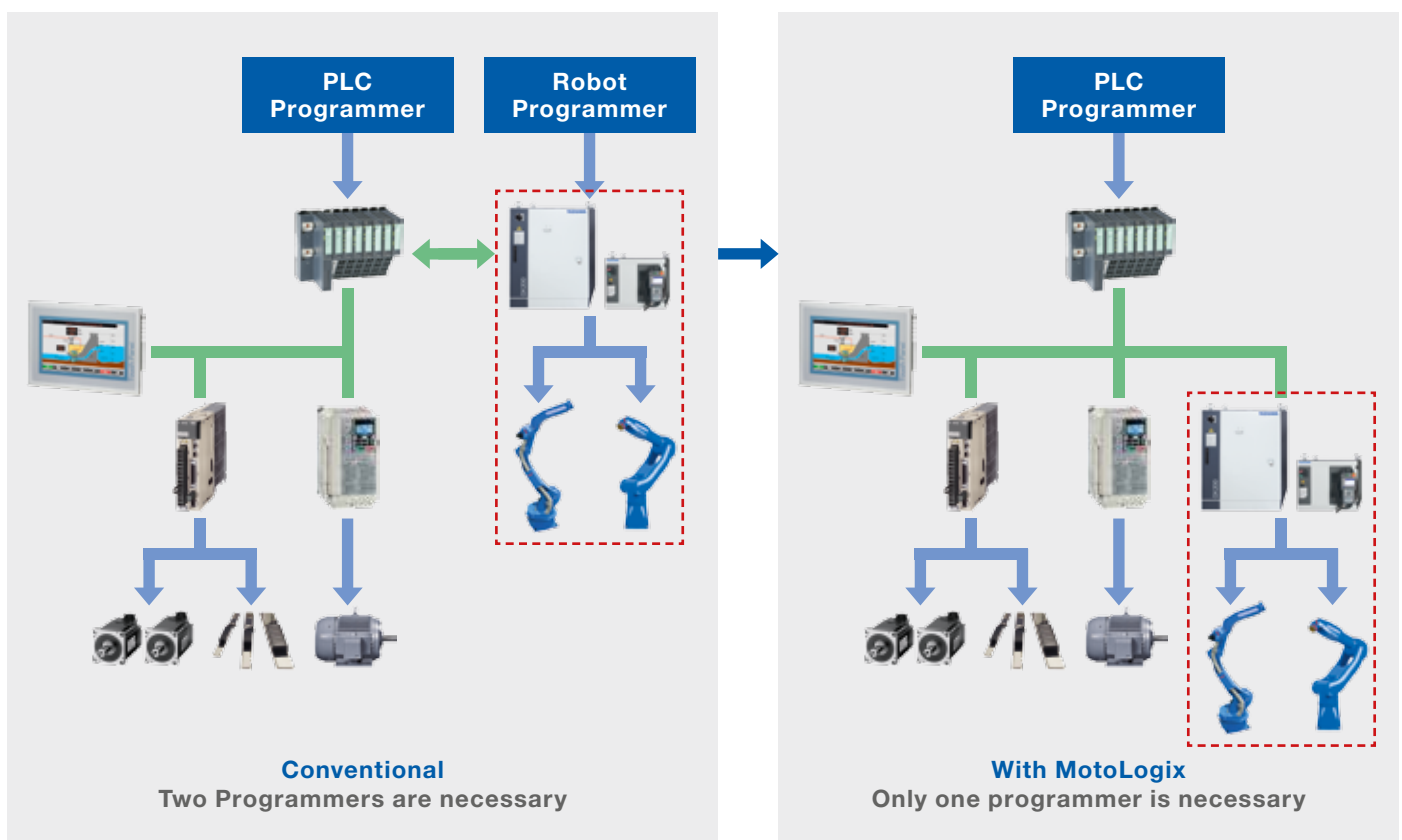 PLC
Programmer
Robot
Programmer
Conventional
Two Programmers are necessary
PLC
Programmer
With MotoLogix
Only one programmer is necessary